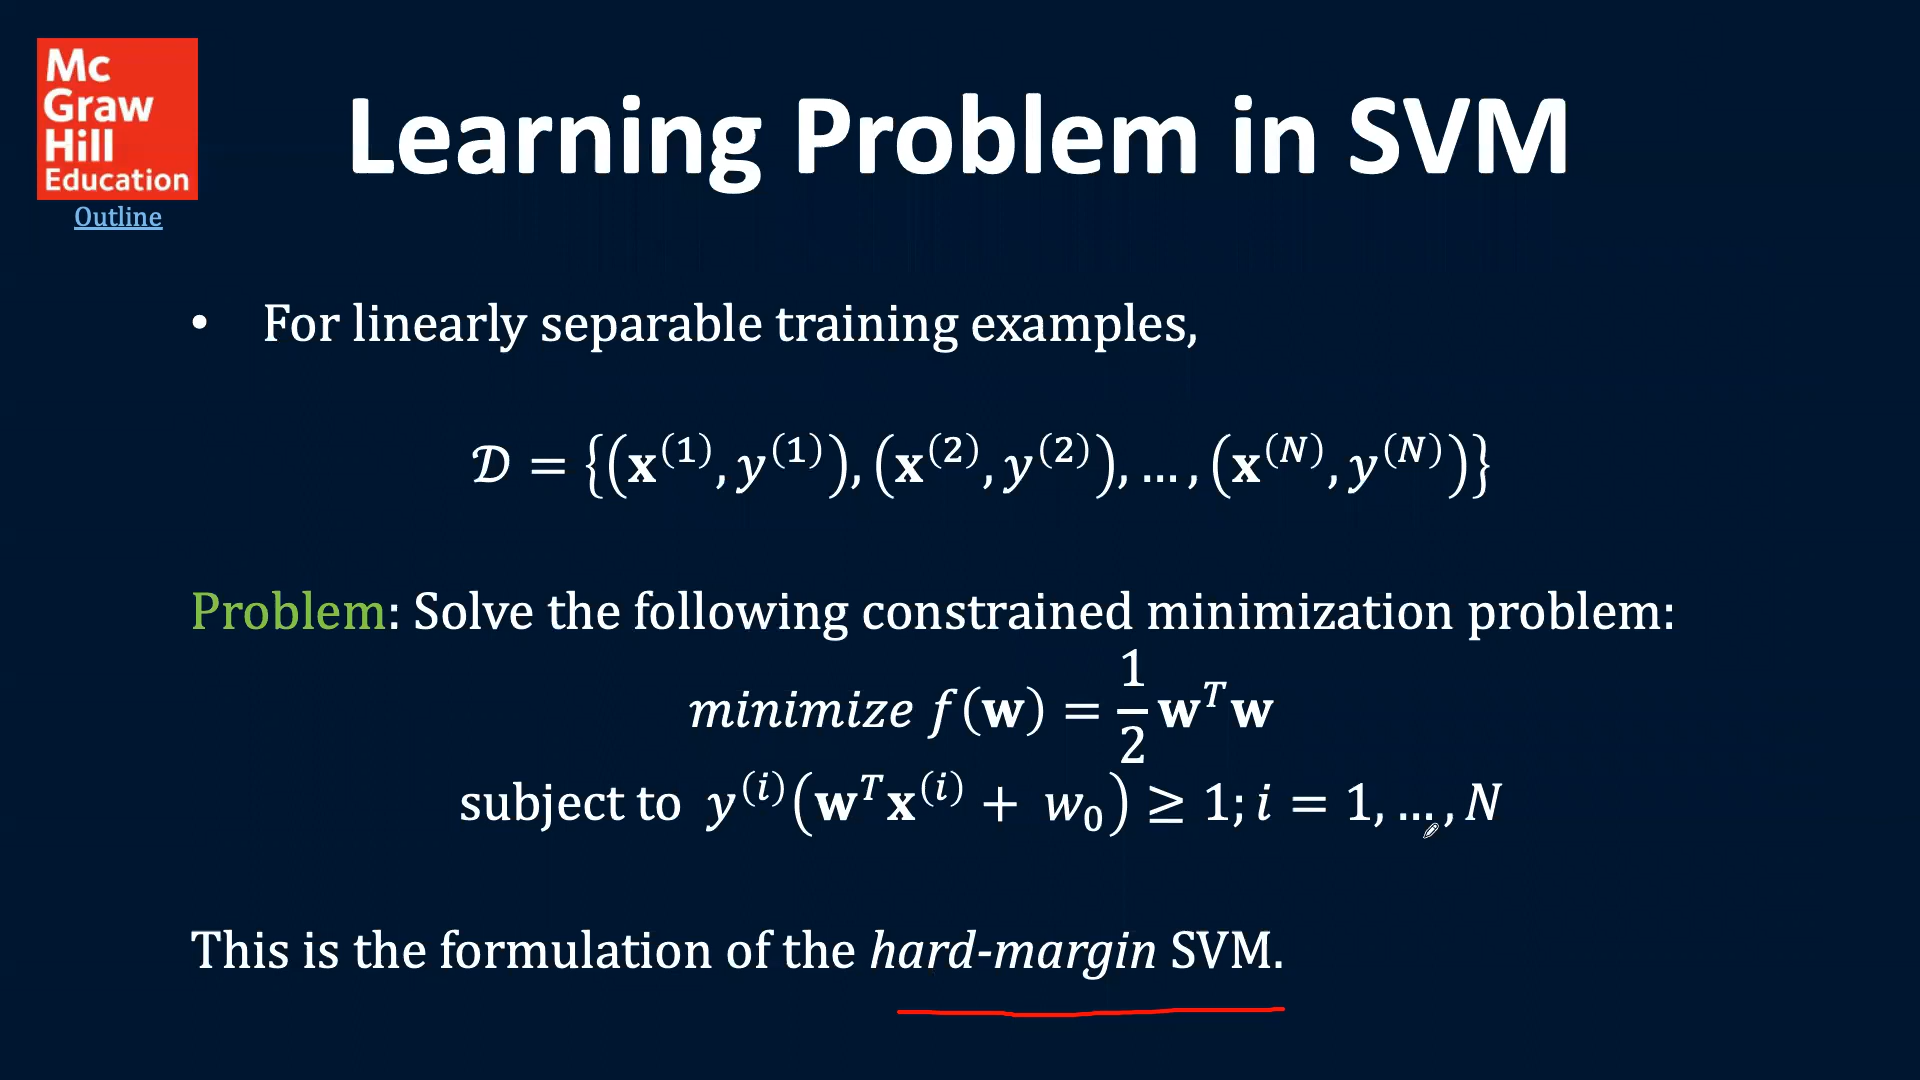 Mc
Graw
Hill
Education
Outline
Learning Problem in SVM
• For linearly separable training examples,
𝒟 = {(𝐱⁽¹⁾, y⁽¹⁾), (𝐱⁽²⁾, y⁽²⁾), … , (𝐱⁽ᴺ⁾, y⁽ᴺ⁾)}
Problem: Solve the following constrained minimization problem:
minimize f(𝐰) = 1/2 𝐰ᵀ𝐰
subject to y⁽ⁱ⁾(𝐰ᵀ𝐱⁽ⁱ⁾ + w₀) ≥ 1; i = 1, … , N
This is the formulation of the hard-margin SVM.